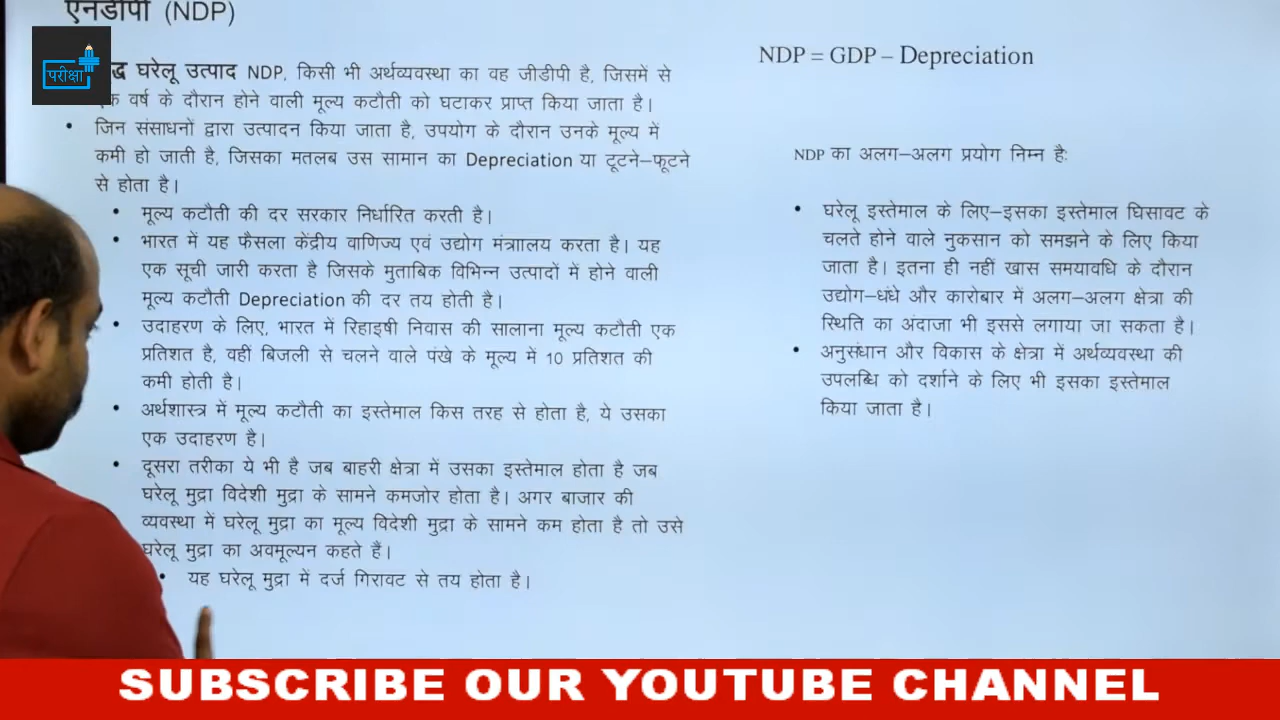 एनडीपी (NDP)
परीक्षा
घरेलू उत्पाद NDP, किसी भी अर्थव्यवस्था का वह जीडीपी है, जिसमें से
वर्ष के दौरान होने वाली मूल्य कटौती को घटाकर प्राप्त किया जाता है।
• जिन संसाधनों द्वारा उत्पादन किया जाता है, उपयोग के दौरान उनके मूल्य में
कमी हो जाती है, जिसका मतलब उस सामान का Depreciation या टूटने–फूटने
से होता है।
• मूल्य कटौती की दर सरकार निर्धारित करती है।
• भारत में यह फैसला केंद्रीय वाणिज्य एवं उद्योग मंत्राालय करता है। यह
एक सूची जारी करता है जिसके मुताबिक विभिन्न उत्पादों में होने वाली
मूल्य कटौती Depreciation की दर तय होती है।
• उदाहरण के लिए, भारत में रिहाइषी निवास की सालाना मूल्य कटौती एक
प्रतिशत है, वहीं बिजली से चलने वाले पंखे के मूल्य में 10 प्रतिशत की
कमी होती है।
• अर्थशास्त्र में मूल्य कटौती का इस्तेमाल किस तरह से होता है, ये उसका
एक उदाहरण है।
• दूसरा तरीका ये भी है जब बाहरी क्षेत्रा में उसका इस्तेमाल होता है जब
घरेलू मुद्रा विदेशी मुद्रा के सामने कमजोर होता है। अगर बाजार की
व्यवस्था में घरेलू मुद्रा का मूल्य विदेशी मुद्रा के सामने कम होता है तो उसे
घरेलू मुद्रा का अवमूल्यन कहते हैं।
• यह घरेलू मुद्रा में दर्ज गिरावट से तय होता है।
NDP = GDP – Depreciation
NDP का अलग–अलग प्रयोग निम्न है:
• घरेलू इस्तेमाल के लिए–इसका इस्तेमाल घिसावट के
चलते होने वाले नुकसान को समझने के लिए किया
जाता है। इतना ही नहीं खास समयावधि के दौरान
उद्योग–धंधे और कारोबार में अलग–अलग क्षेत्रा की
स्थिति का अंदाजा भी इससे लगाया जा सकता है।
• अनुसंधान और विकास के क्षेत्रा में अर्थव्यवस्था की
उपलब्धि को दर्शाने के लिए भी इसका इस्तेमाल
किया जाता है।
SUBSCRIBE OUR YOUTUBE CHANNEL